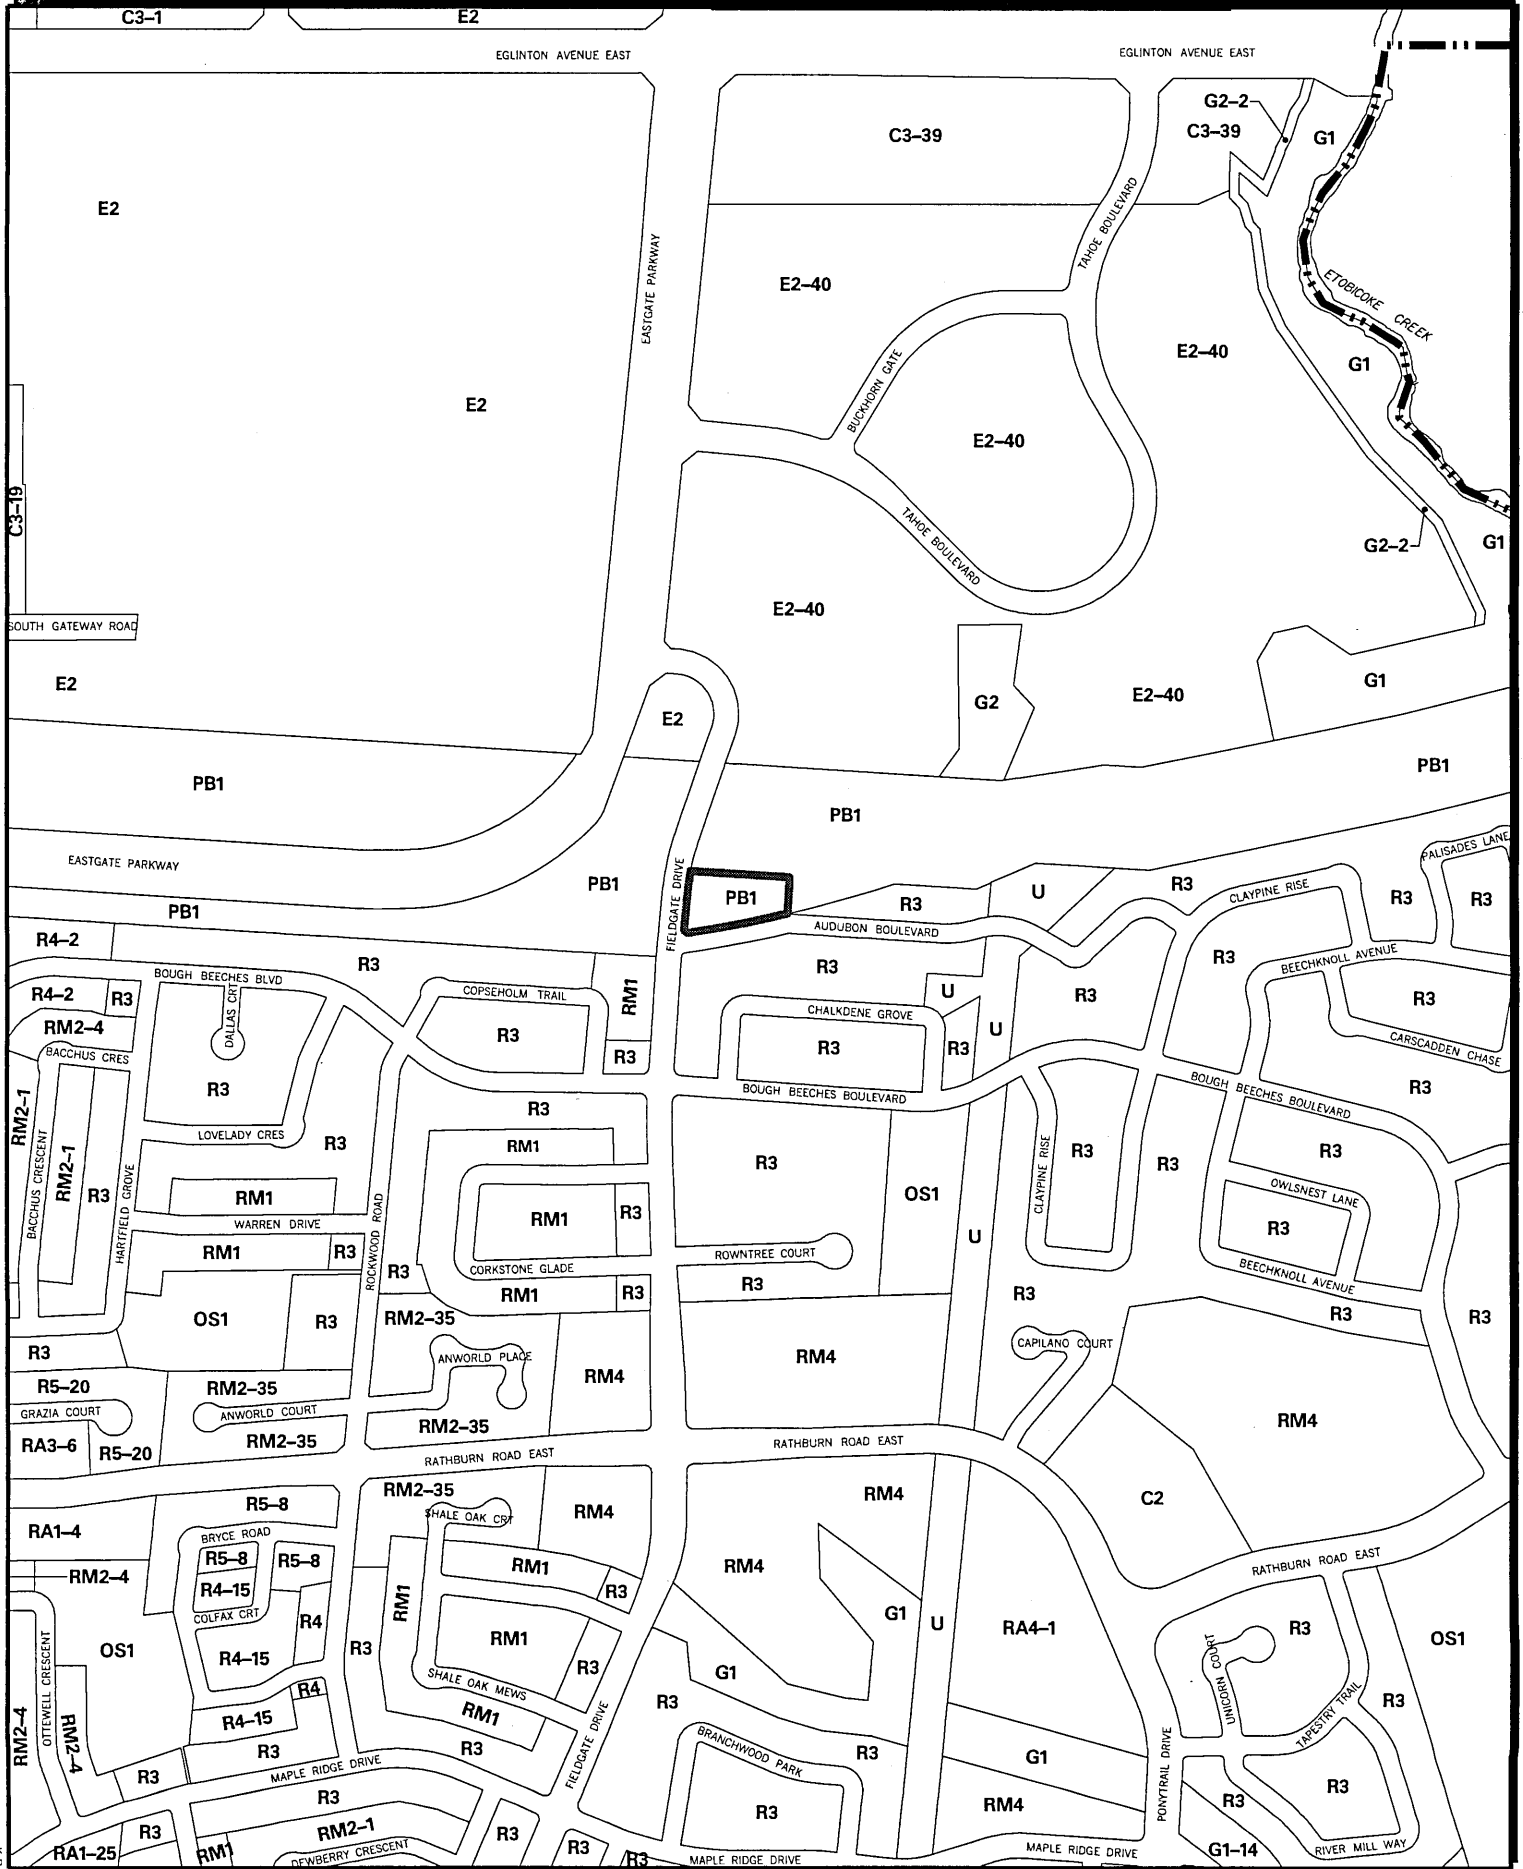 C3–1
E2
EGLINTON AVENUE EAST
EGLINTON AVENUE EAST
G2–2
C3–39
C3–39
G1
E2
TAHOE BOULEVARD
EASTGATE PARKWAY
E2–40
ETOBICOKE CREEK
E2–40
G1
BUCKHORN GATE
E2
E2–40
C3–19
TAHOE BOULEVARD
G2–2
G1
E2–40
SOUTH GATEWAY ROAD
E2
G1
E2–40
G2
E2
PB1
PB1
PB1
PALISADES LANE
EASTGATE PARKWAY
PB1
FIELDGATE DRIVE
PB1
R3
U
R3
CLAYPINE RISE
R3
R3
PB1
AUDUBON BOULEVARD
R4–2
R3
R3
R3
BEECHKNOLL AVENUE
BOUGH BEECHES BLVD
R4–2
R3
DALLAS CRT
COPSEHOLM TRAIL
RM1
U
R3
R3
RM2–4
CHALKDENE GROVE
U
R3
R3
R3
R3
CARSCADDEN CHASE
BACCHUS CRES
R3
BOUGH BEECHES BOULEVARD
BOUGH BEECHES BOULEVARD
R3
RM2–1
R3
LOVELADY CRES
R3
RM1
R3
R3
R3
R3
BACCHUS CRESCENT
RM2–1
R3
HARTFIELD GROVE
RM1
ROCKWOOD ROAD
RM1
R3
OS1
CLAYPINE RISE
OWLSNEST LANE
WARREN DRIVE
U
R3
RM1
R3
R3
CORKSTONE GLADE
ROWNTREE COURT
R3
BEECHKNOLL AVENUE
RM1
R3
R3
R3
OS1
R3
RM2–35
R3
R3
CAPILANO COURT
R3
ANWORLD PLACE
RM4
RM4
R5–20
RM2–35
GRAZIA COURT
ANWORLD COURT
RM2–35
RM4
RA3–6
R5–20
RM2–35
RATHBURN ROAD EAST
RATHBURN ROAD EAST
RM2–35
RM4
RM4
C2
R5–8
RA1–4
SHALE OAK CRT
BRYCE ROAD
R5–8
R5–8
RM1
RM4
RATHBURN ROAD EAST
RM2–4
R4–15
R3
RM1
COLFAX CRT
R4
G1
U
RA4–1
R3
OS1
OS1
R4–15
R3
RM1
R3
G1
UNICORN COURT
OTTEWELL CRESCENT
SHALE OAK MEWS
R4
R3
R3
RM2–4
RM2–4
R4–15
RM1
TAPESTRY TRAIL
R3
R3
FIELDGATE DRIVE
BRANCHWOOD PARK
R3
G1
PONYTRAIL DRIVE
R3
MAPLE RIDGE DRIVE
R3
R3
R3
RM4
R3
R3
RM2–1
R3
R3
RA1–25
RM1
DEWBERRY CRESCENT
R3
MAPLE RIDGE DRIVE
MAPLE RIDGE DRIVE
G1–14
RIVER MILL WAY